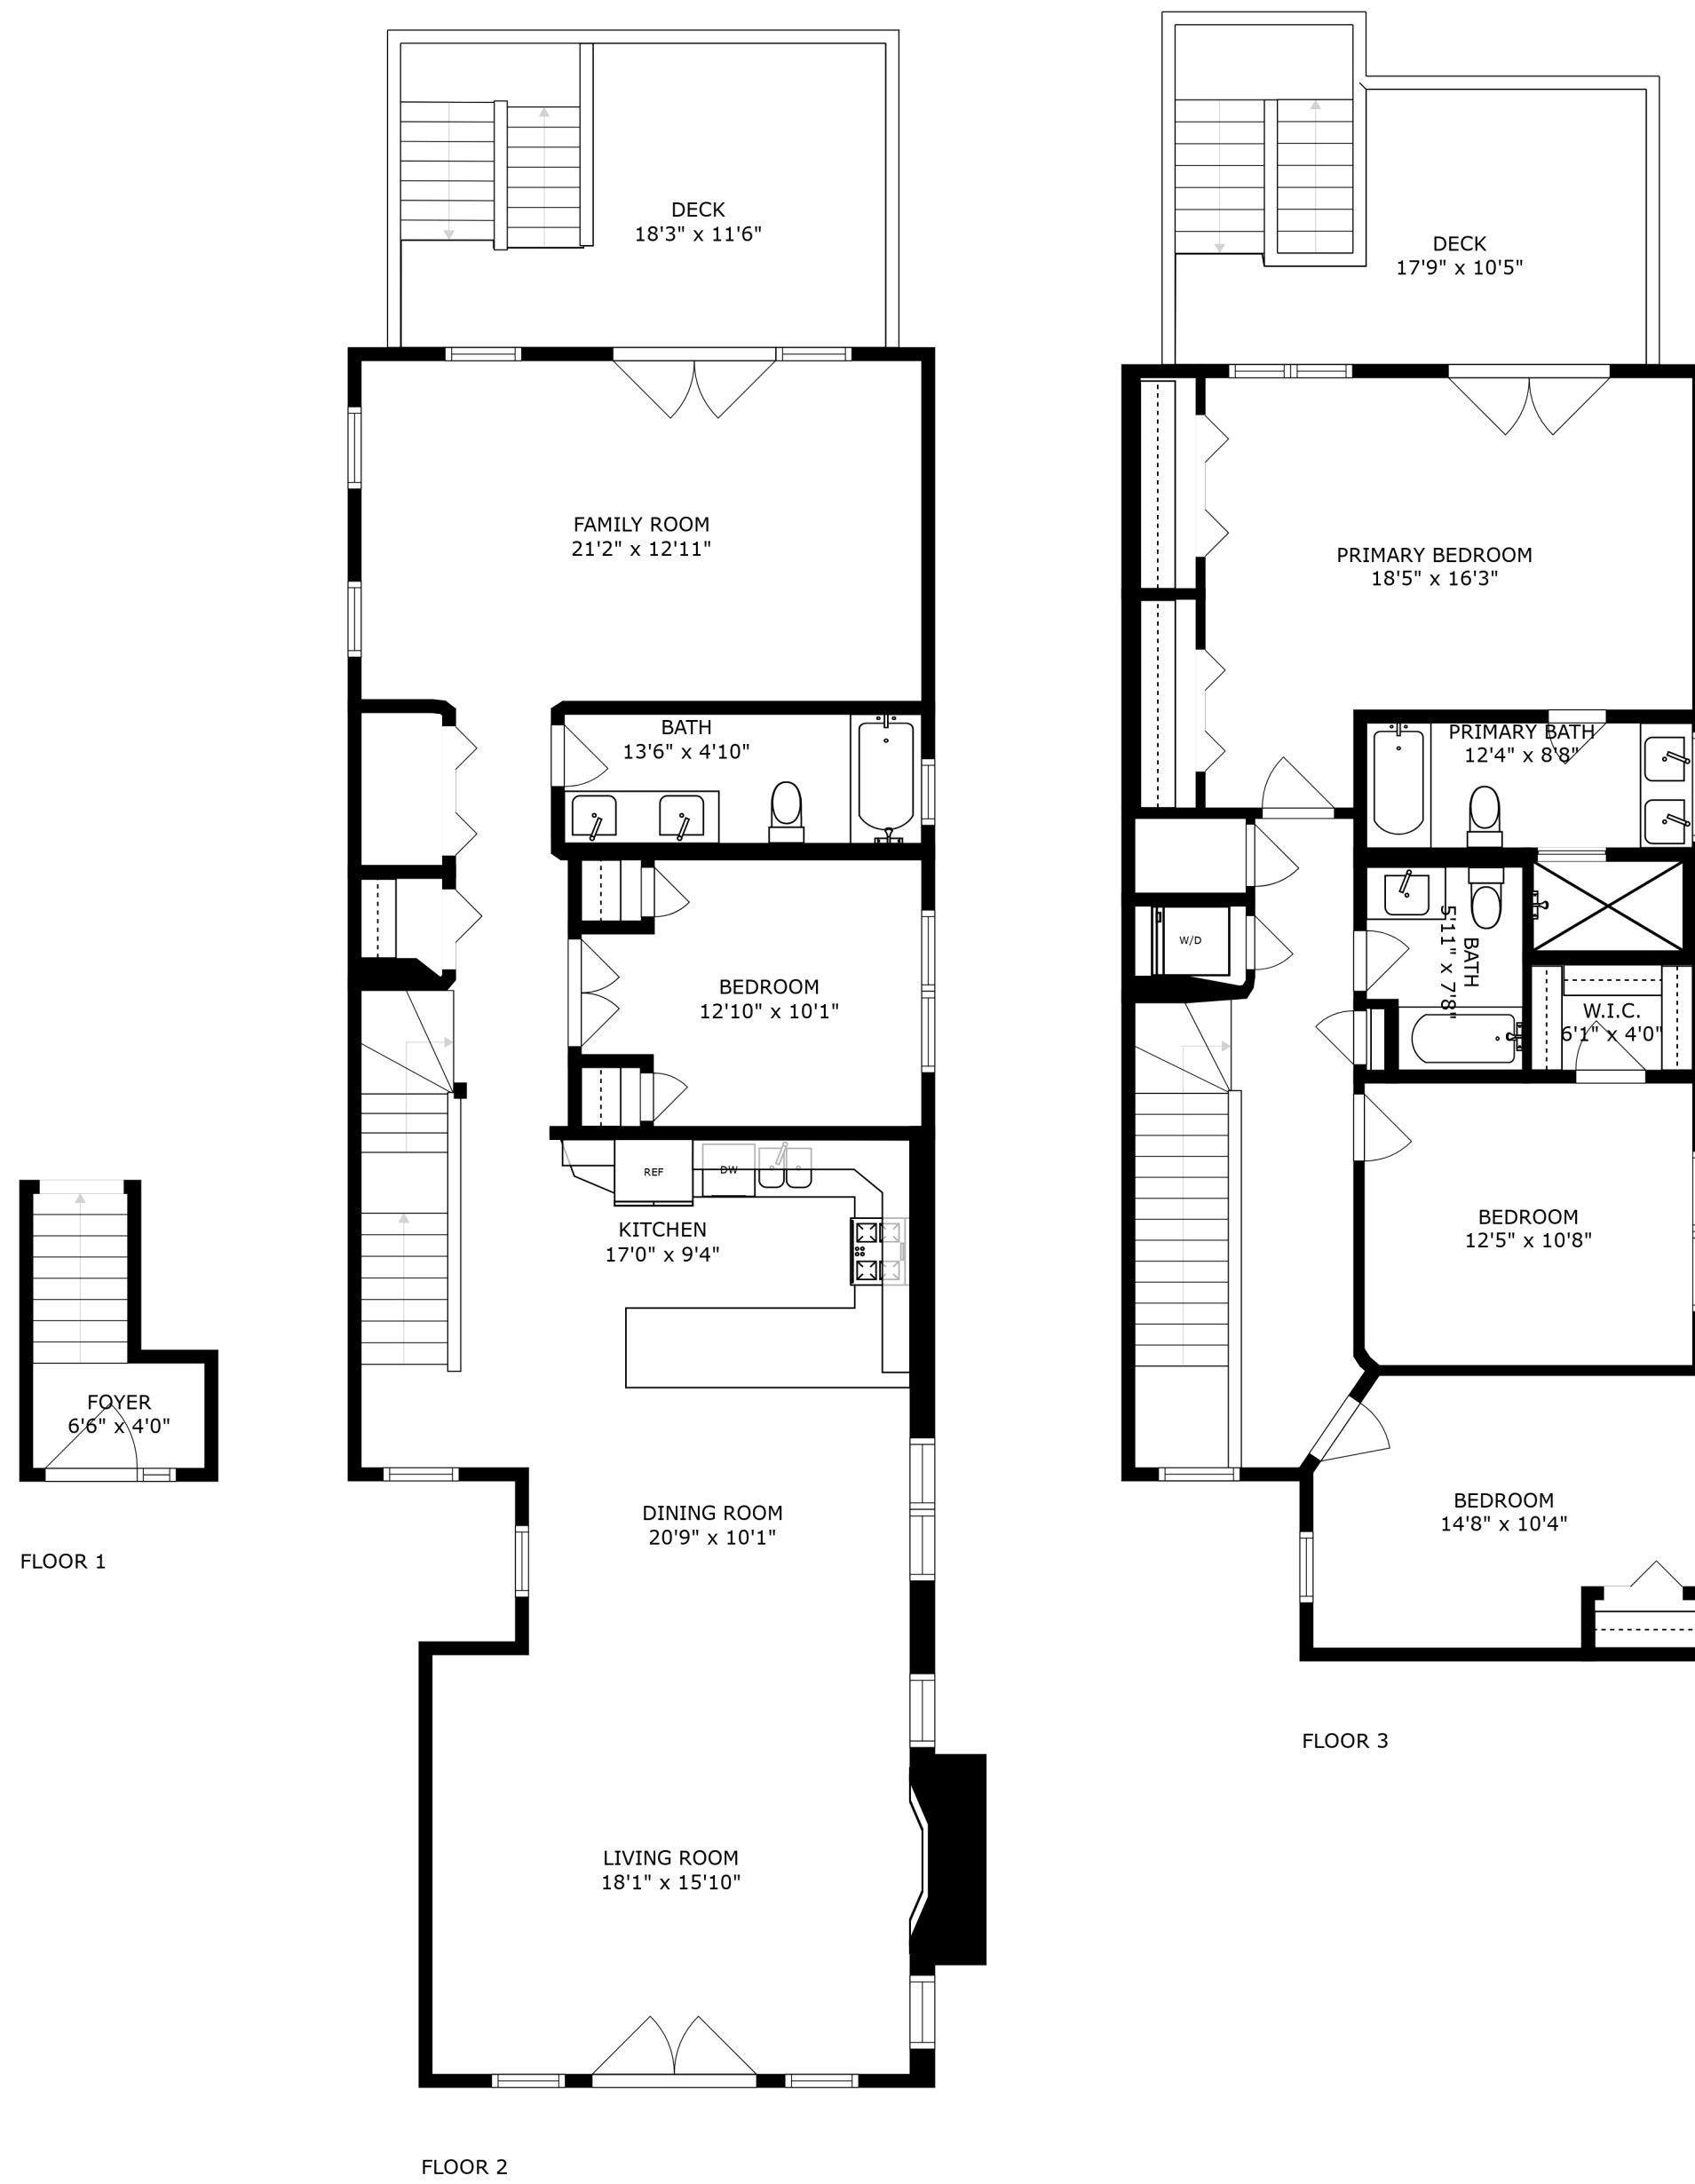 FOYER
6'6" x 4'0"
FLOOR 1
DECK
18'3" x 11'6"
FAMILY ROOM
21'2" x 12'11"
BATH
13'6" x 4'10"
BEDROOM
12'10" x 10'1"
REF
DW
KITCHEN
17'0" x 9'4"
DINING ROOM
20'9" x 10'1"
LIVING ROOM
18'1" x 15'10"
FLOOR 2
DECK
17'9" x 10'5"
PRIMARY BEDROOM
18'5" x 16'3"
PRIMARY BATH
12'4" x 8'8"
W/D
BATH
5'11" x 7'8"
W.I.C.
6'1" x 4'0"
BEDROOM
12'5" x 10'8"
BEDROOM
14'8" x 10'4"
FLOOR 3